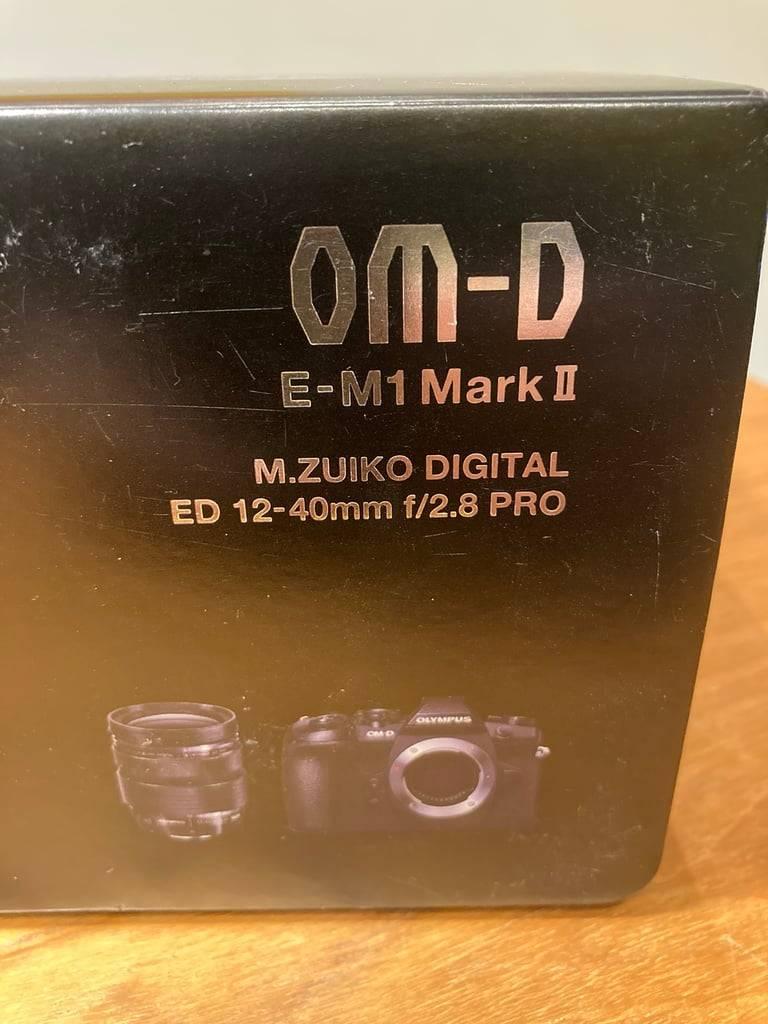 OM-D
E-M1 Mark II
M.ZUIKO DIGITAL
ED 12-40mm f/2.8 PRO
OLYMPUS
OM-D